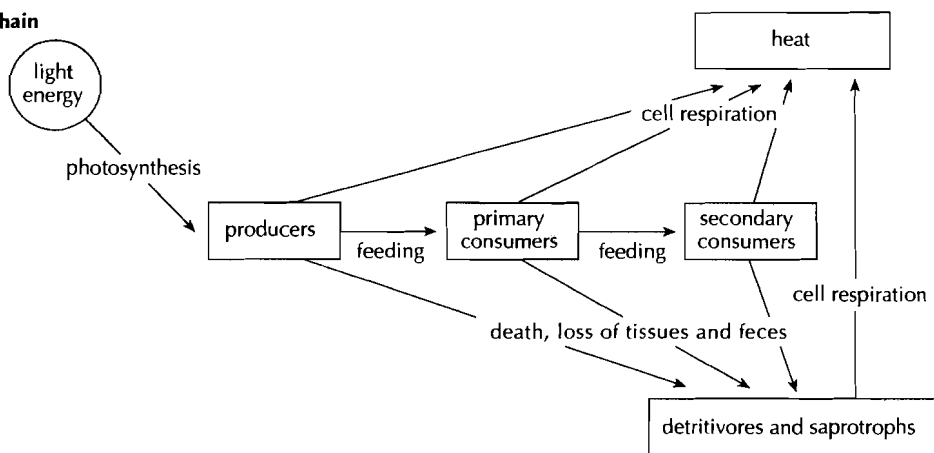 hain
light
energy
heat
cell respiration
photosynthesis
producers
feeding
primary
consumers
feeding
secondary
consumers
cell respiration
death, loss of tissues and feces
detritivores and saprotrophs